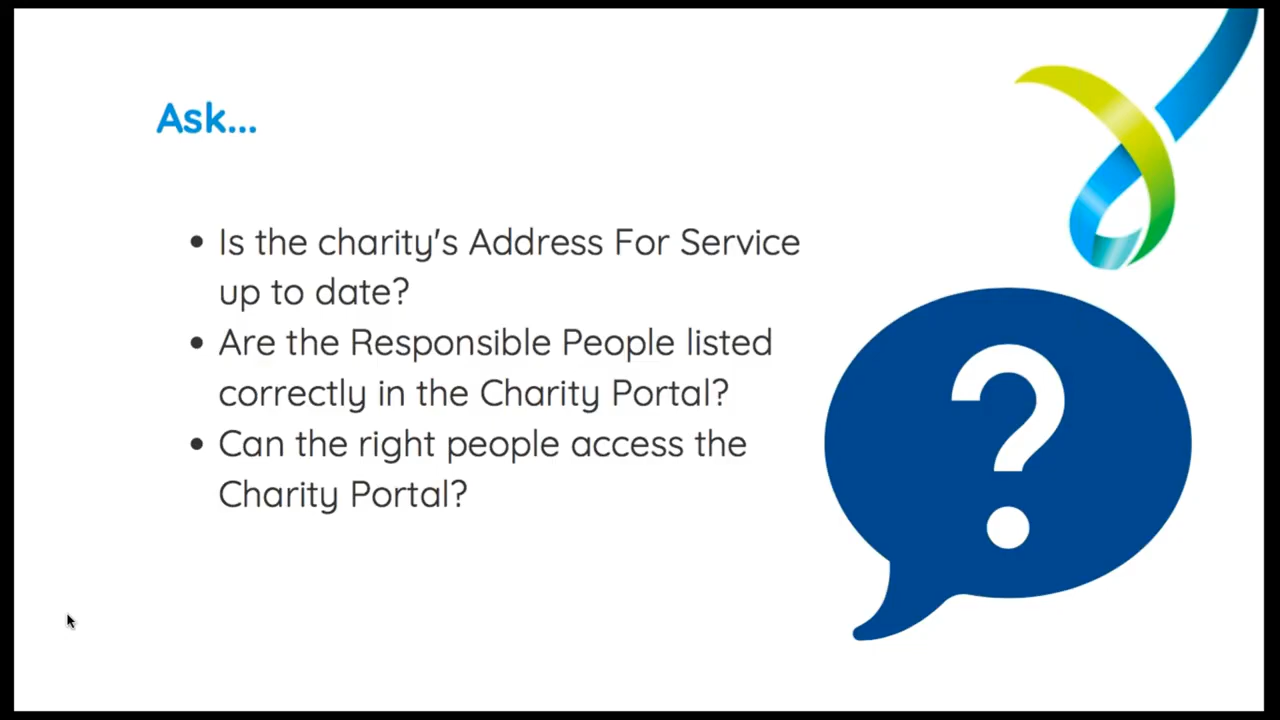 Ask...
• Is the charity's Address For Service
up to date?
• Are the Responsible People listed
correctly in the Charity Portal?
• Can the right people access the
Charity Portal?
?